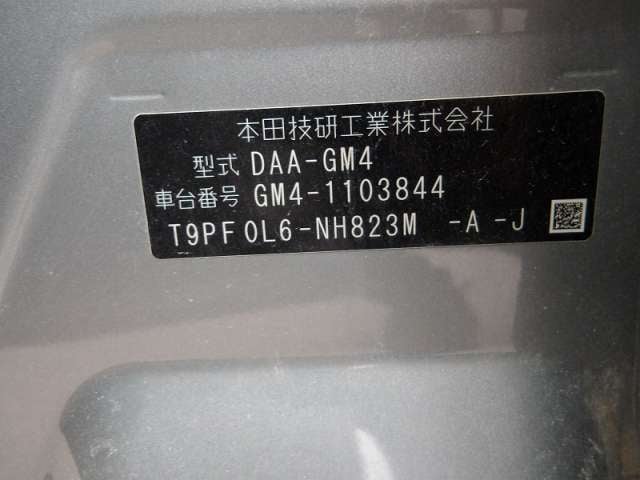 本田技研工業株式会社
型式 DAA-GM4
車台番号 GM4-1103844
T9PF0L6-NH823M -A -J